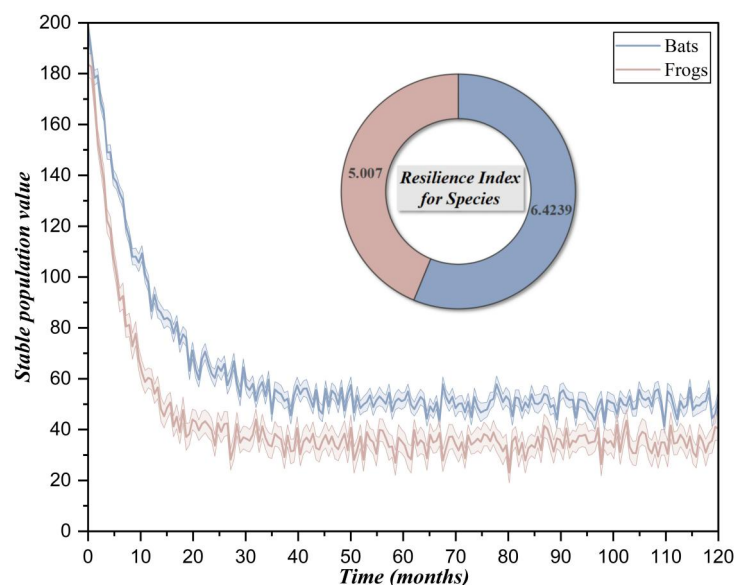 200
180
160
140
120
100
80
60
40
20
0
Stable population value
Bats
Frogs
5.007
Resilience Index
for Species
6.4239
0 10 20 30 40 50 60 70 80 90 100 110 120
Time (months)